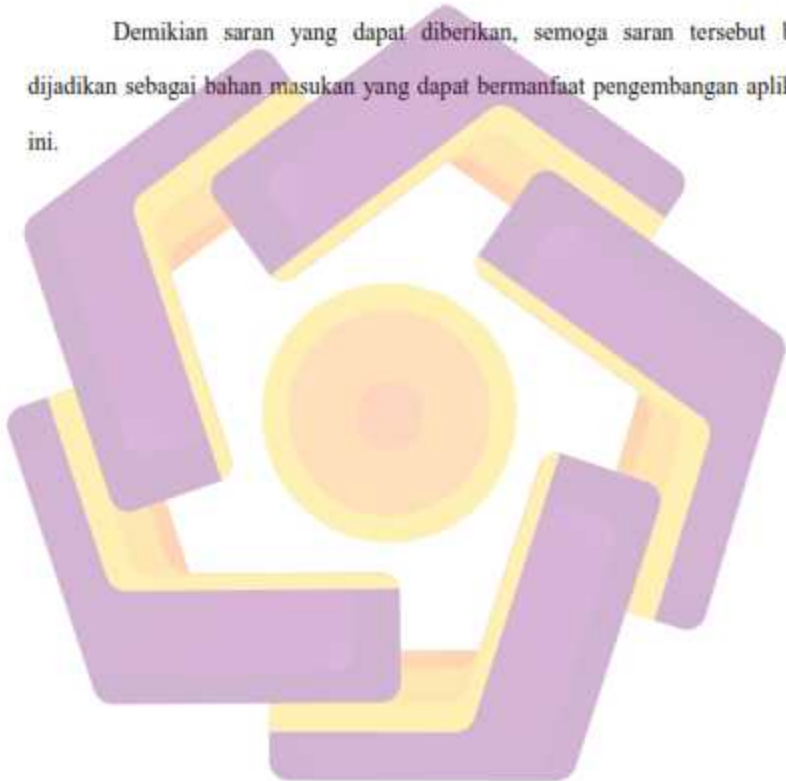 Demikian saran yang dapat diberikan, semoga saran tersebut
dijadikan sebagai bahan masukan yang dapat bermanfaat pengembangan
ini.